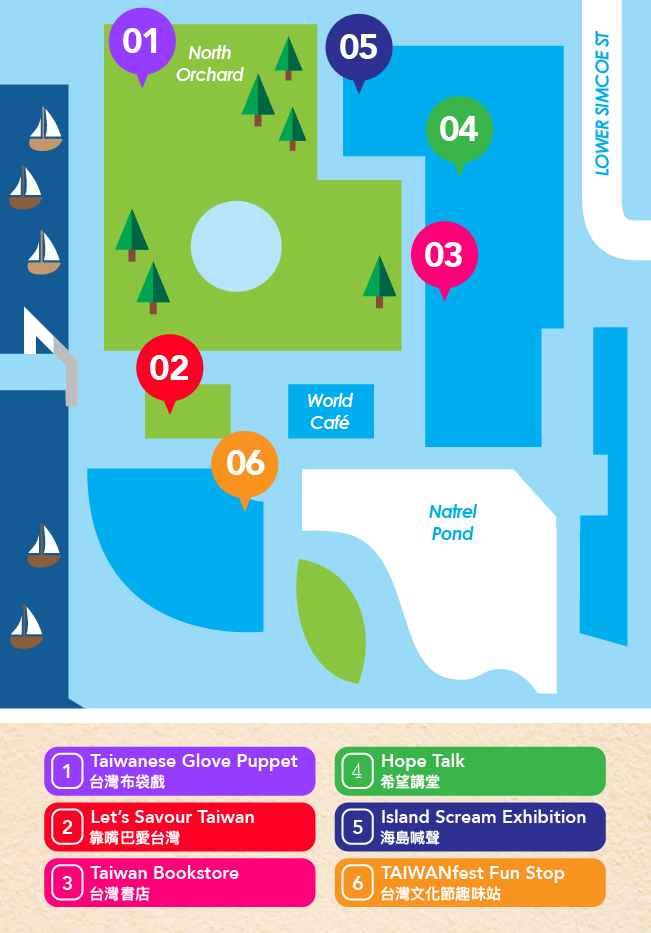 01
North
Orchard
05
LOWER SIMCOE ST
04
03
02
World
Café
06
Natrel
Pond
1
Taiwanese Glove Puppet
台灣布袋戲
2
Let's Savour Taiwan
靠嘴巴愛台灣
3
Taiwan Bookstore
台灣書店
4
Hope Talk
希望講堂
5
Island Scream Exhibition
海島喊聲
6
TAIWANfest Fun Stop
台灣文化節趣味站